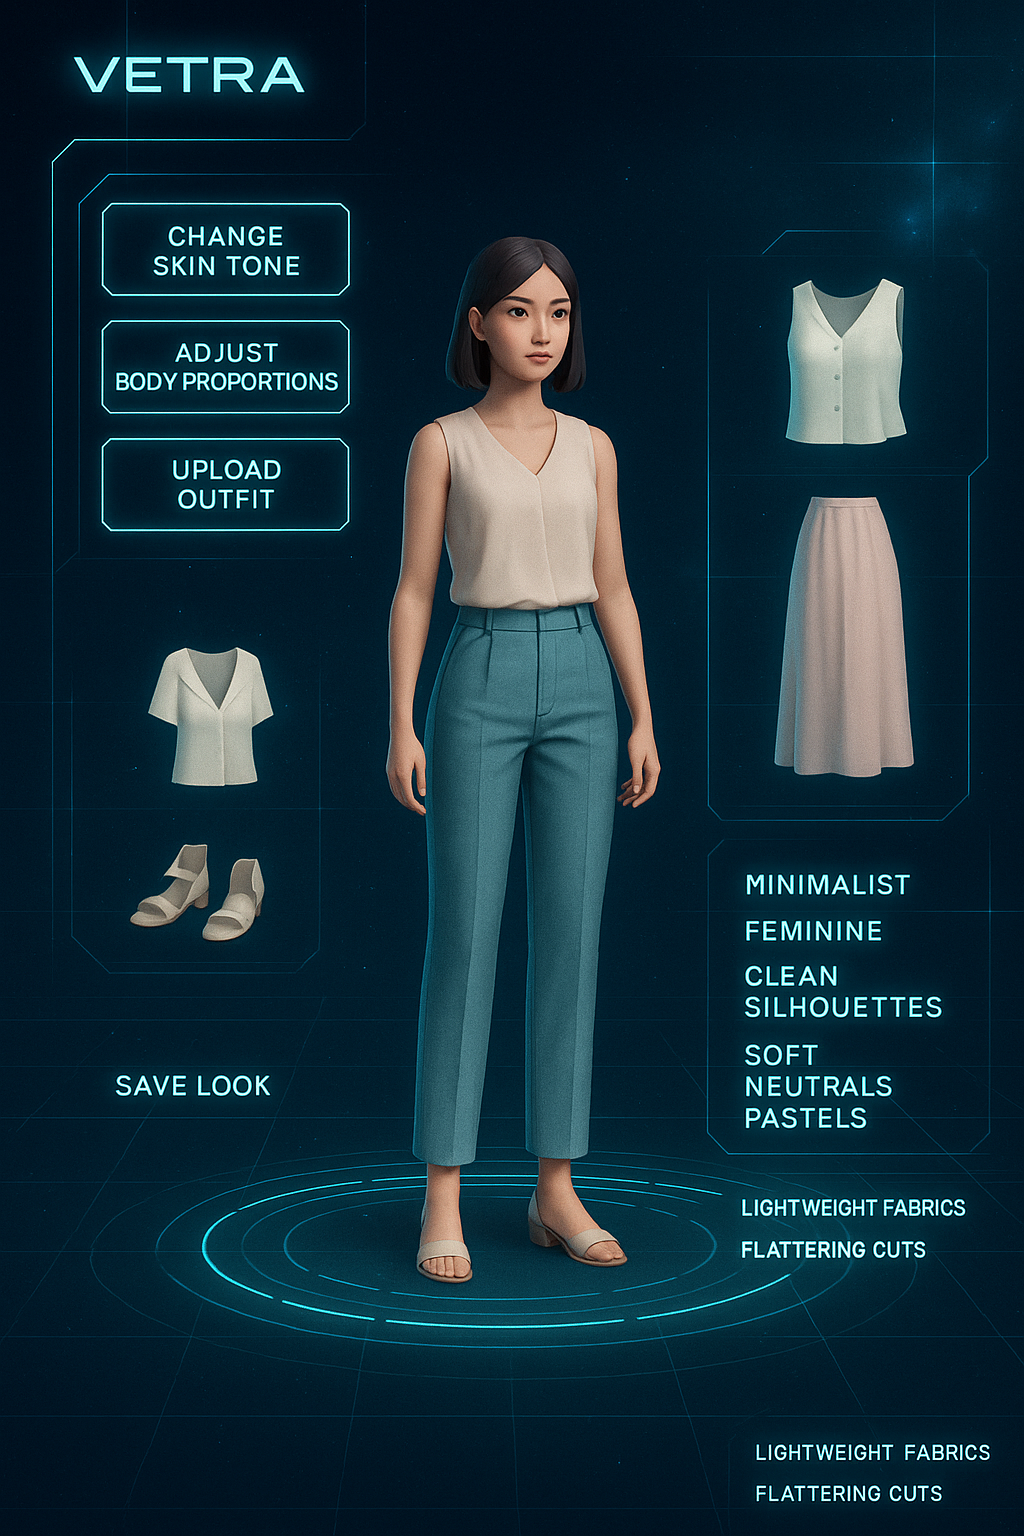 VETRA
CHANGE
SKIN TONE
ADJUST
BODY PROPORTIONS
UPLOAD
OUTFIT
SAVE LOOK
MINIMALIST
FEMININE
CLEAN
SILHOUETTES
SOFT
NEUTRALS
PASTELS
LIGHTWEIGHT FABRICS
FLATTERING CUTS
LIGHTWEIGHT FABRICS
FLATTERING CUTS